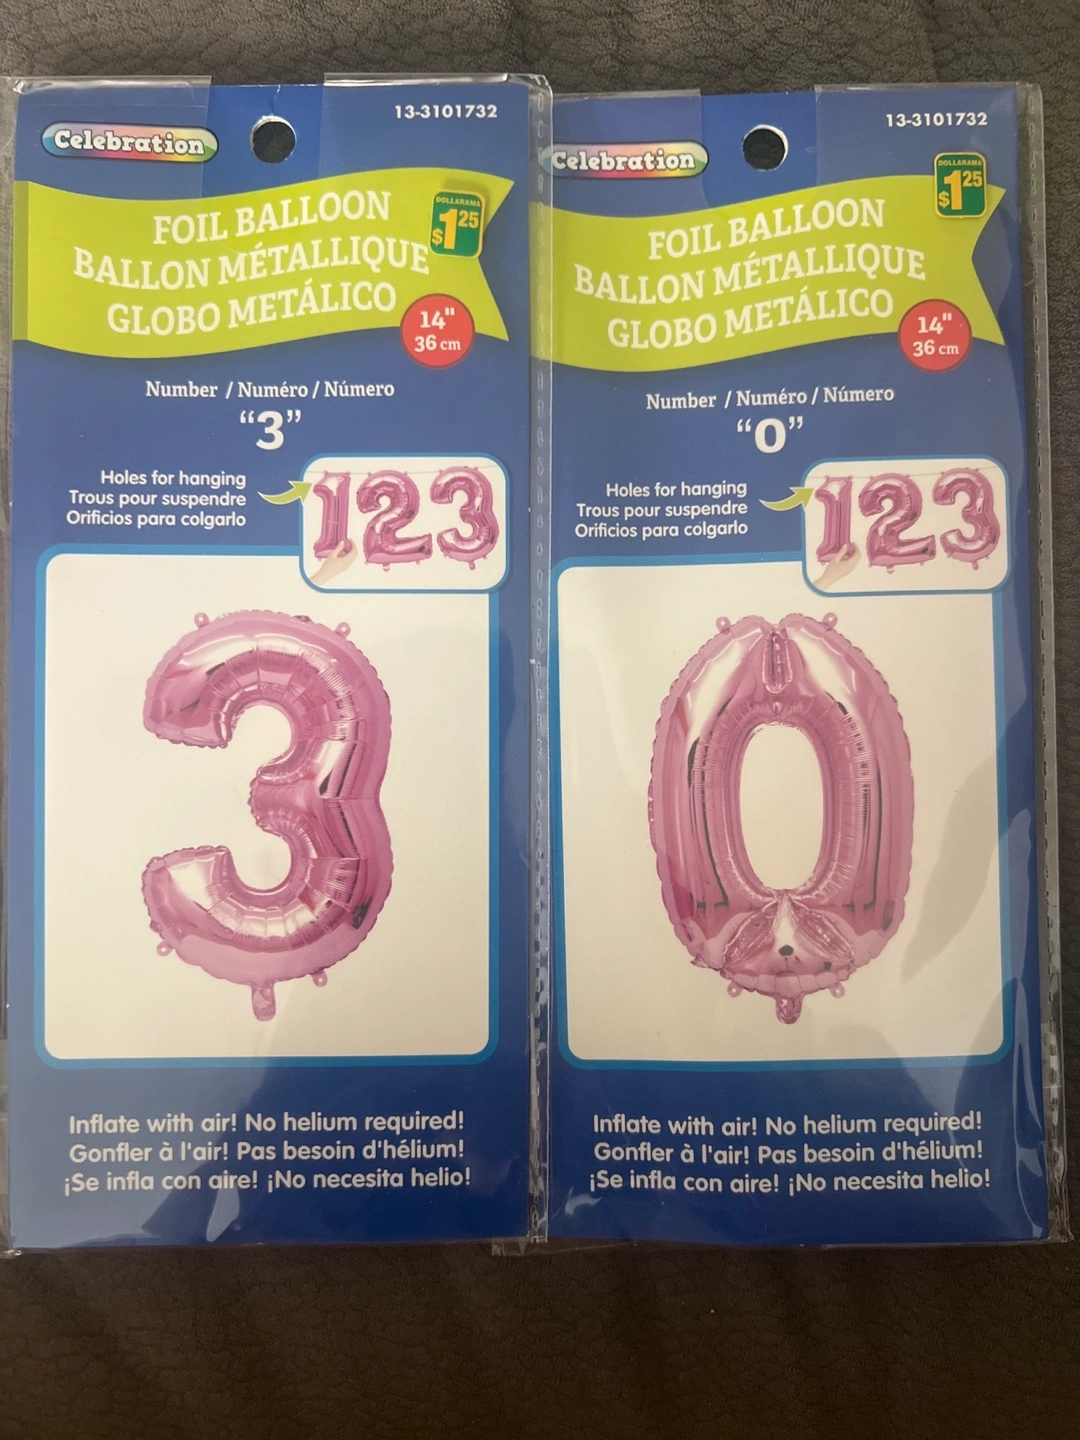 13-3101732
Celebration
DOLLARAMA
$1.25
FOIL BALLOON
BALLON MÉTALLIQUE
GLOBO METÁLICO
14"
36 cm
Number / Numéro / Número
“3”
Holes for hanging
Trous pour suspendre
Orificios para colgarlo
123
3
Inflate with air! No helium required!
Gonfler à l'air! Pas besoin d'hélium!
¡Se infla con aire! ¡No necesita helio!
13-3101732
Celebration
DOLLARAMA
$1.25
FOIL BALLOON
BALLON MÉTALLIQUE
GLOBO METÁLICO
14"
36 cm
Number / Numéro / Número
“0”
Holes for hanging
Trous pour suspendre
Orificios para colgarlo
123
0
Inflate with air! No helium required!
Gonfler à l'air! Pas besoin d'hélium!
¡Se infla con aire! ¡No necesita helio!